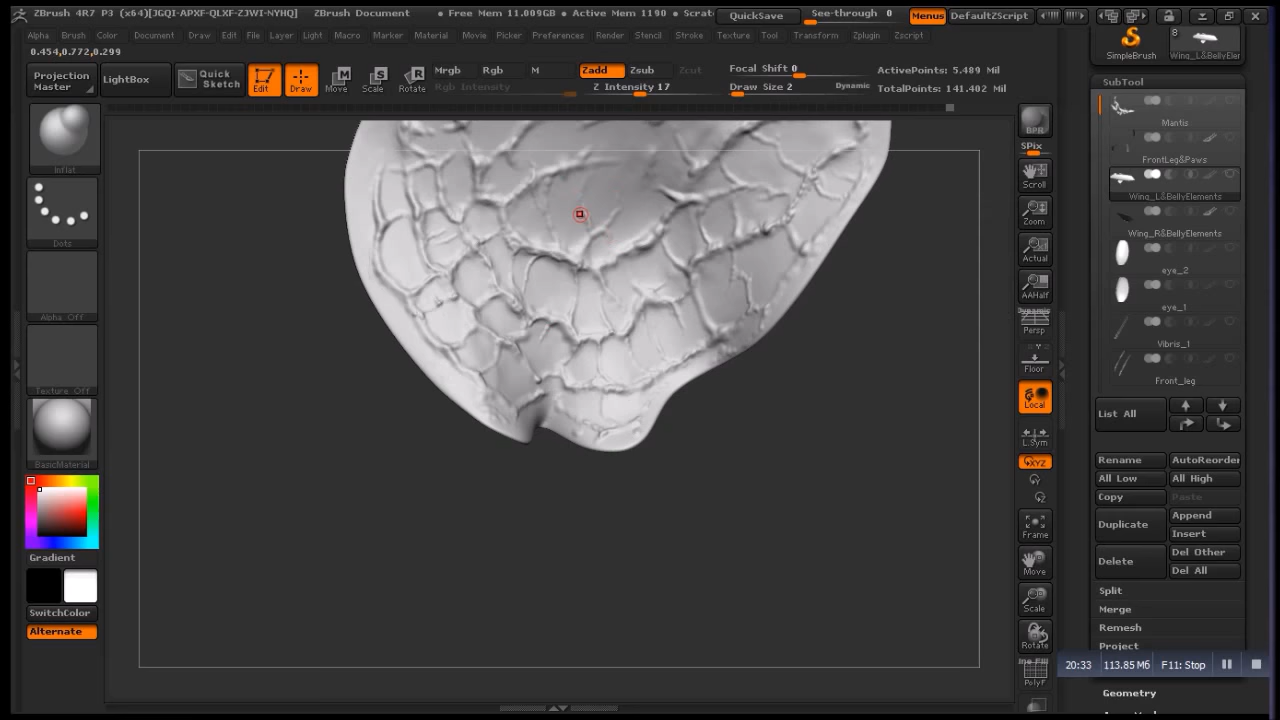 ZBrush 4R7 P3 (x64)[JGQI-APXF-QLXF-ZJWI-NYHQ] ZBrush Document • Free Mem 11.009GB • Active Mem 1190 • Scrat QuickSave See-through 0 Menus DefaultZScript
Alpha Brush Color Document Draw Edit File Layer Light Macro Marker Material Movie Picker Preferences Render Stencil Stroke Texture Tool Transform Zplugin Zscript
0.454,0.772,0.299
Projection Master
LightBox
Quick Sketch
Edit
Draw
Move
Scale
Rotate
Mrgb Rgb M
Rgb Intensity
Zadd Zsub Zcut
Z Intensity 17
Focal Shift 0
Draw Size 2 Dynamic
ActivePoints: 5.489 Mil
TotalPoints: 141.402 Mil
Inflat
Dots
Alpha Off
Texture Off
BasicMaterial
Gradient
SwitchColor
Alternate
BPR
SPix
Scroll
Zoom
Actual
AAHalf
Dynamic
Persp
Floor
Local
L.Sym
XYZ
Frame
Move
Scale
Rotate
PolyF
8
SimpleBrush
Wing_L&BellyEler
SubTool
Mantis
FrontLeg&Paws
Wing_L&BellyElements
Wing_R&BellyElements
eye_2
eye_1
Vibris_1
Front_leg
List All
Rename AutoReorder
All Low All High
Copy Paste
Duplicate Append
Insert
Delete Del Other
Del All
Split
Merge
Remesh
Project
20:33 113.85 Мб F11: Stop
Geometry